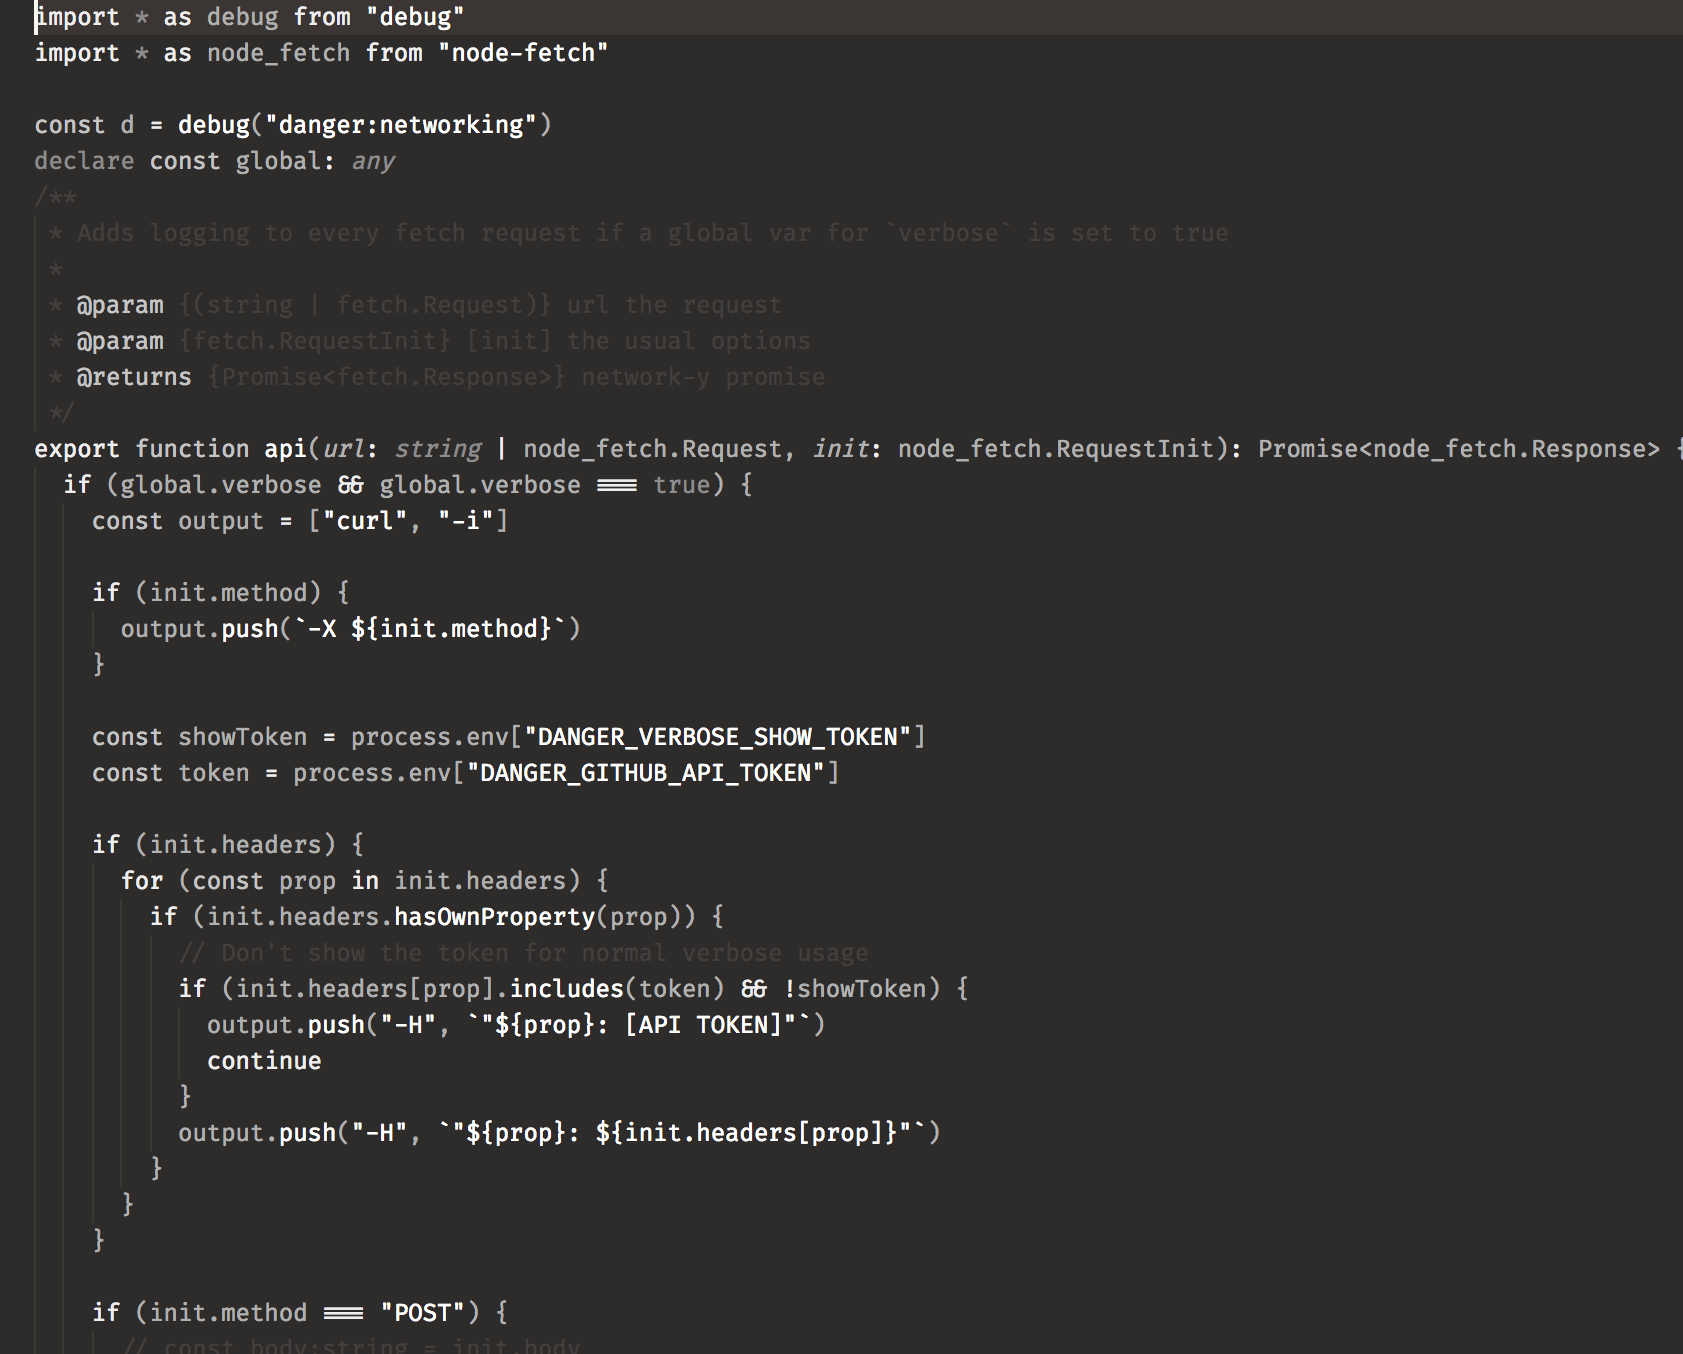 import * as debug from "debug"
import * as node_fetch from "node-fetch"
const d = debug("danger:networking")
declare const global: any
/**
* Adds logging to every fetch request if a global var for `verbose` is set to true
*
* @param {(string | fetch.Request)} url the request
* @param {fetch.RequestInit} [init] the usual options
* @returns {Promise<fetch.Response>} network-y promise
*/
export function api(url: string | node_fetch.Request, init: node_fetch.RequestInit): Promise<node_fetch.Response> {
if (global.verbose && global.verbose === true) {
const output = ["curl", "-i"]
if (init.method) {
output.push(`-X ${init.method}`)
}
const showToken = process.env["DANGER_VERBOSE_SHOW_TOKEN"]
const token = process.env["DANGER_GITHUB_API_TOKEN"]
if (init.headers) {
for (const prop in init.headers) {
if (init.headers.hasOwnProperty(prop)) {
// Don't show the token for normal verbose usage
if (init.headers[prop].includes(token) && !showToken) {
output.push("-H", `"${prop}: [API TOKEN]"`)
continue
}
output.push("-H", `"${prop}: ${init.headers[prop]}"`)
}
}
}
if (init.method === "POST") {
// const body:string = init.body